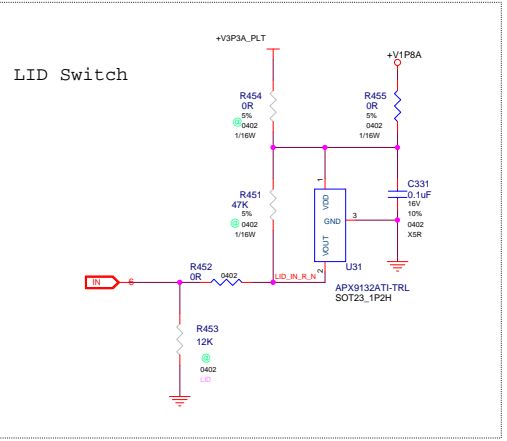 +V3P3A_PLT
+V1P8A
LID Switch
R454
0R
5%
@
0402
1/16W
R455
0R
5%
0402
1/16W
R451
47K
5%
@
0402
1/16W
1
VDD
GND
3
VOUT
2
C331
0.1uF
16V
10%
0402
X5R
U31
APX9132ATI-TRL
SOT23_1P2H
IN
6
R452
0R
0402
LID_IN_R_N
R453
12K
@
0402
LID